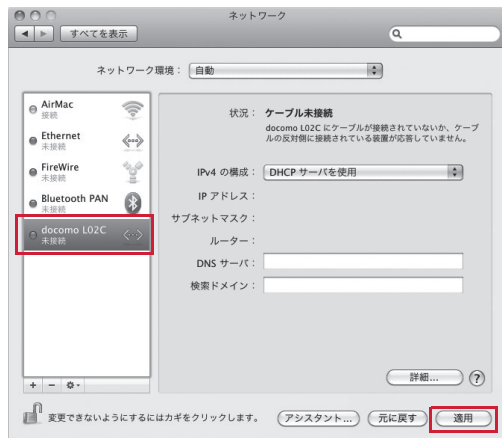 ネットワーク
すべてを表示
ネットワーク環境： 自動
AirMac
接続
Ethernet
未接続
FireWire
未接続
Bluetooth PAN
未接続
docomo L02C
未接続
状況： ケーブル未接続
docomo L02C にケーブルが接続されていないか、ケーブ
ルの反対側に接続されている装置が応答していません。
IPv4 の構成： DHCP サーバを使用
IP アドレス：
サブネットマスク：
ルーター：
DNS サーバ：
検索ドメイン：
詳細... ?
+ −
変更できないようにするにはカギをクリックします。 アシスタント... 元に戻す 適用